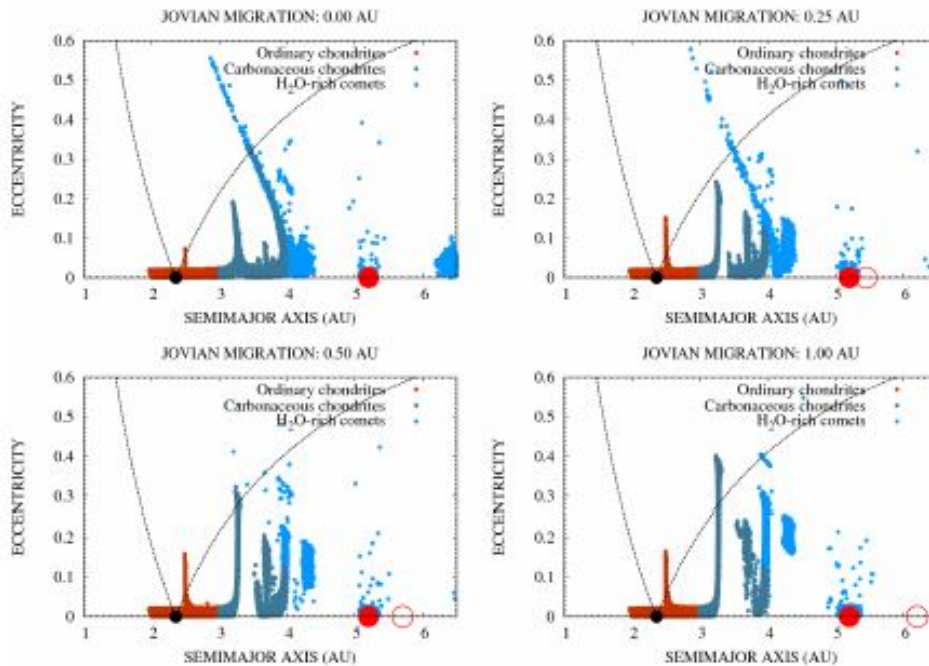 JOVIAN MIGRATION: 0.00 AU
0.6
0.5
0.4
0.3
0.2
0.1
0
ECCENTRICITY
Ordinary chondrites
Carbonaceous chondrites
H₂O-rich comets
1 2 3 4 5 6
SEMIMAJOR AXIS (AU)
JOVIAN MIGRATION: 0.25 AU
0.6
0.5
0.4
0.3
0.2
0.1
0
ECCENTRICITY
Ordinary chondrites
Carbonaceous chondrites
H₂O-rich comets
1 2 3 4 5 6
SEMIMAJOR AXIS (AU)
JOVIAN MIGRATION: 0.50 AU
0.6
0.5
0.4
0.3
0.2
0.1
0
ECCENTRICITY
Ordinary chondrites
Carbonaceous chondrites
H₂O-rich comets
1 2 3 4 5 6
SEMIMAJOR AXIS (AU)
JOVIAN MIGRATION: 1.00 AU
0.6
0.5
0.4
0.3
0.2
0.1
0
ECCENTRICITY
Ordinary chondrites
Carbonaceous chondrites
H₂O-rich comets
1 2 3 4 5 6
SEMIMAJOR AXIS (AU)